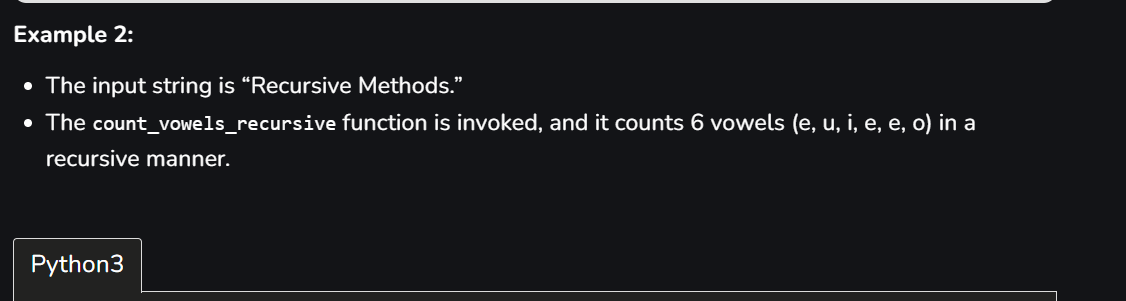 Example 2:
• The input string is “Recursive Methods.”
• The count_vowels_recursive function is invoked, and it counts 6 vowels (e, u, i, e, e, o) in a
recursive manner.
Python3